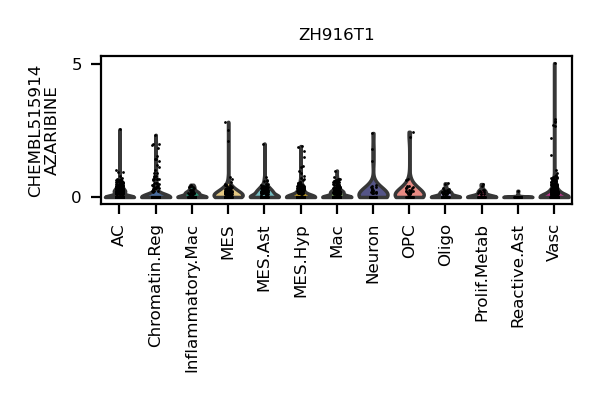 ZH916T1
CHEMBL515914
AZARIBINE
5
0
AC
Chromatin.Reg
Inflammatory.Mac
MES
MES.Ast
MES.Hyp
Mac
Neuron
OPC
Oligo
Prolif.Metab
Reactive.Ast
Vasc